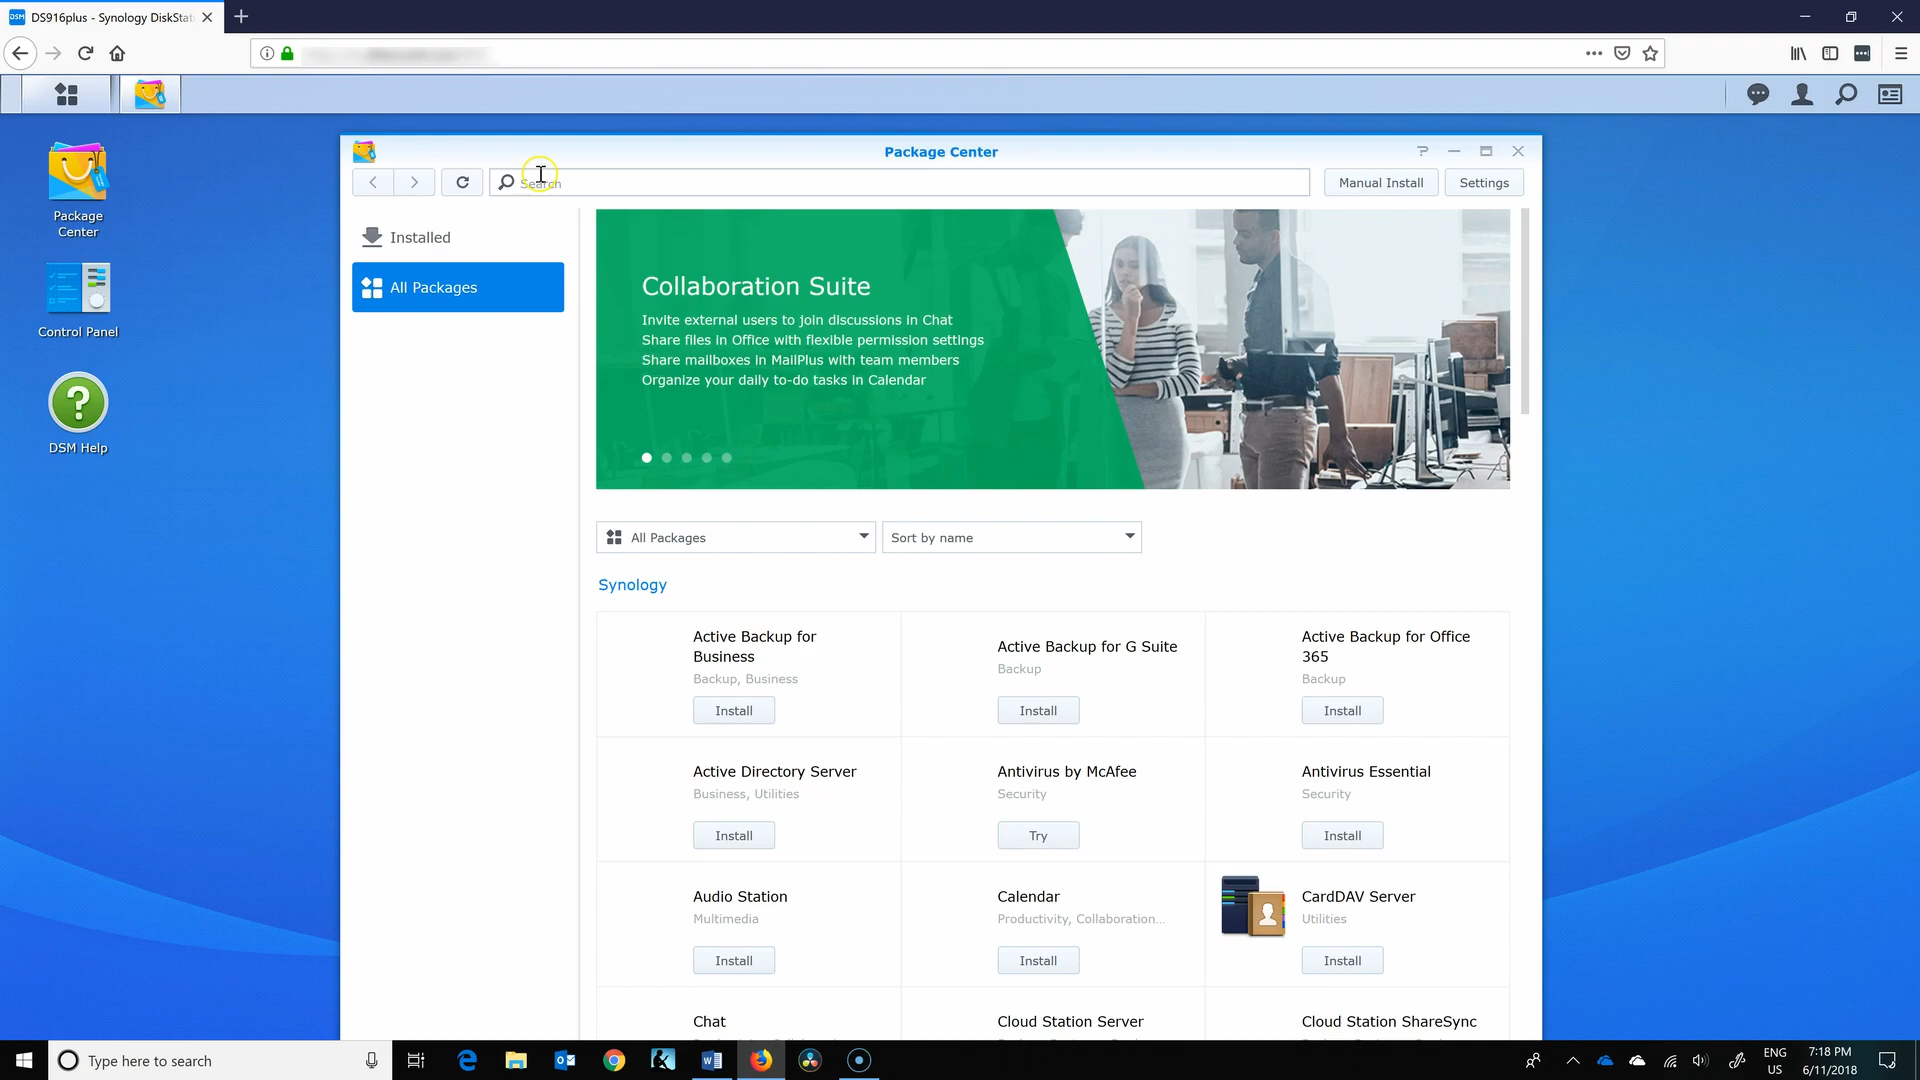 DS916plus - Synology DiskStat
DSM
Package Center
Package
Center
Control Panel
DSM Help
Search
Manual Install
Settings
Installed
All Packages
Collaboration Suite
Invite external users to join discussions in Chat
Share files in Office with flexible permission settings
Share mailboxes in MailPlus with team members
Organize your daily to-do tasks in Calendar
All Packages
Sort by name
Synology
Active Backup for
Business
Backup, Business
Install
Active Backup for G Suite
Backup
Install
Active Backup for Office
365
Backup
Install
Active Directory Server
Business, Utilities
Install
Antivirus by McAfee
Security
Try
Antivirus Essential
Security
Install
Audio Station
Multimedia
Install
Calendar
Productivity, Collaboration...
Install
CardDAV Server
Utilities
Install
Chat
Cloud Station Server
Cloud Station ShareSync
Type here to search
ENG
US
7:18 PM
6/11/2018